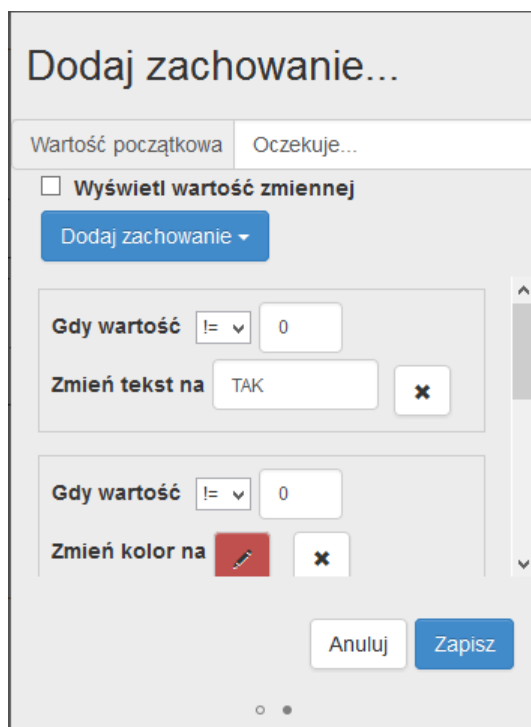 Dodaj zachowanie...
Wartość początkowa Oczekuje...
Wyświetl wartość zmiennej
Dodaj zachowanie
Gdy wartość != 0
Zmień tekst na TAK
Gdy wartość != 0
Zmień kolor na
Anuluj Zapisz